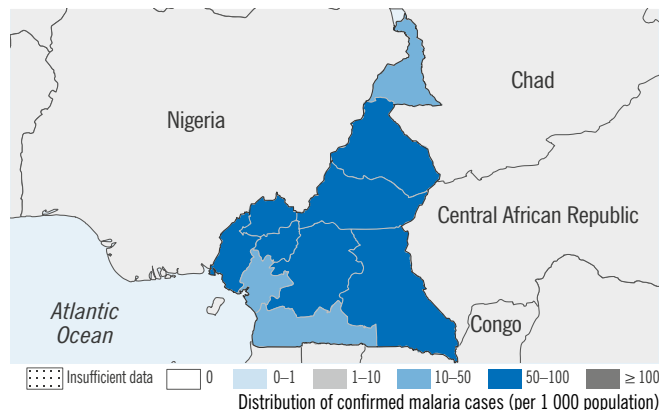 Chad
Nigeria
Central African Republic
Atlantic
Ocean
Congo
Insufficient data 0 0–1 1–10 10–50 50–100 ≥ 100
Distribution of confirmed malaria cases (per 1 000 population)